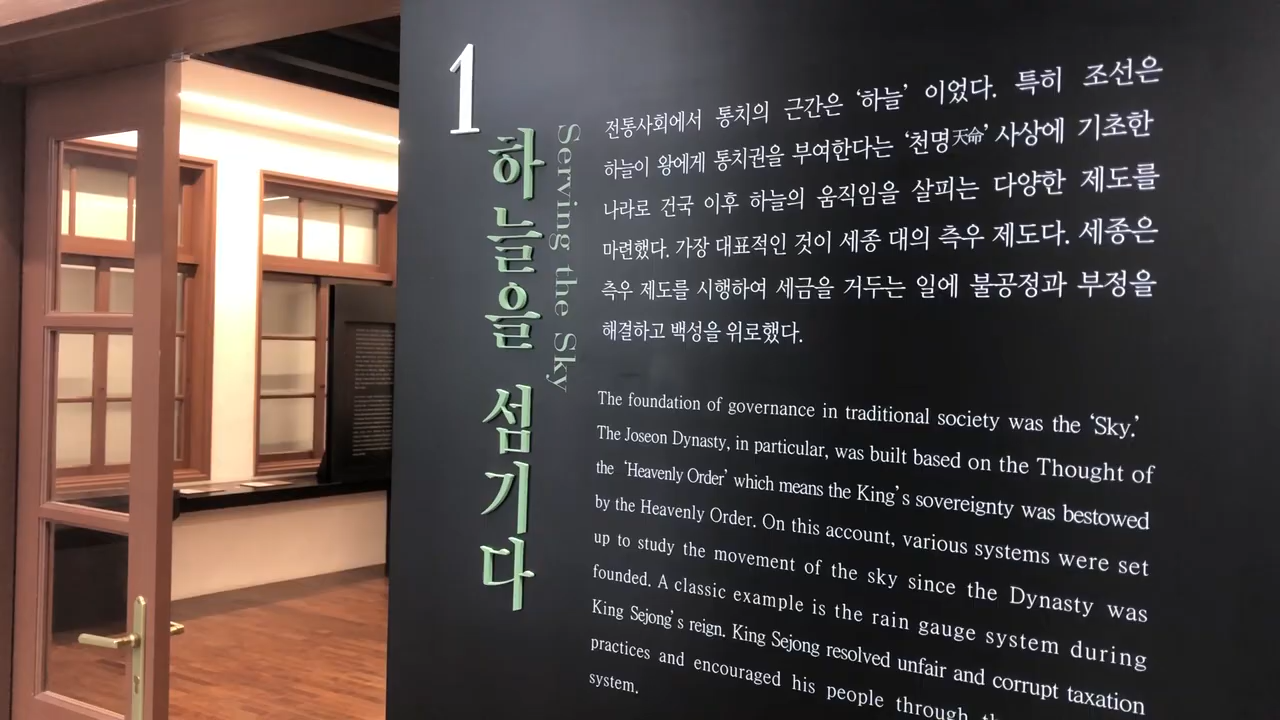 1
하늘을 섬기다
Serving the Sky
전통사회에서 통치의 근간은 ‘하늘’ 이었다. 특히 조선은
하늘이 왕에게 통치권을 부여한다는 ‘천명天命’ 사상에 기초한
나라로 건국 이후 하늘의 움직임을 살피는 다양한 제도를
마련했다. 가장 대표적인 것이 세종 대의 측우 제도다. 세종은
측우 제도를 시행하여 세금을 거두는 일에 불공정과 부정을
해결하고 백성을 위로했다.
The foundation of governance in traditional society was the ‘Sky.’
The Joseon Dynasty, in particular, was built based on the Thought of
the ‘Heavenly Order’ which means the King’s sovereignty was bestowed
by the Heavenly Order. On this account, various systems were set
up to study the movement of the sky since the Dynasty was
founded. A classic example is the rain gauge system during
King Sejong’s reign. King Sejong resolved unfair and corrupt taxation
practices and encouraged his people through
system.